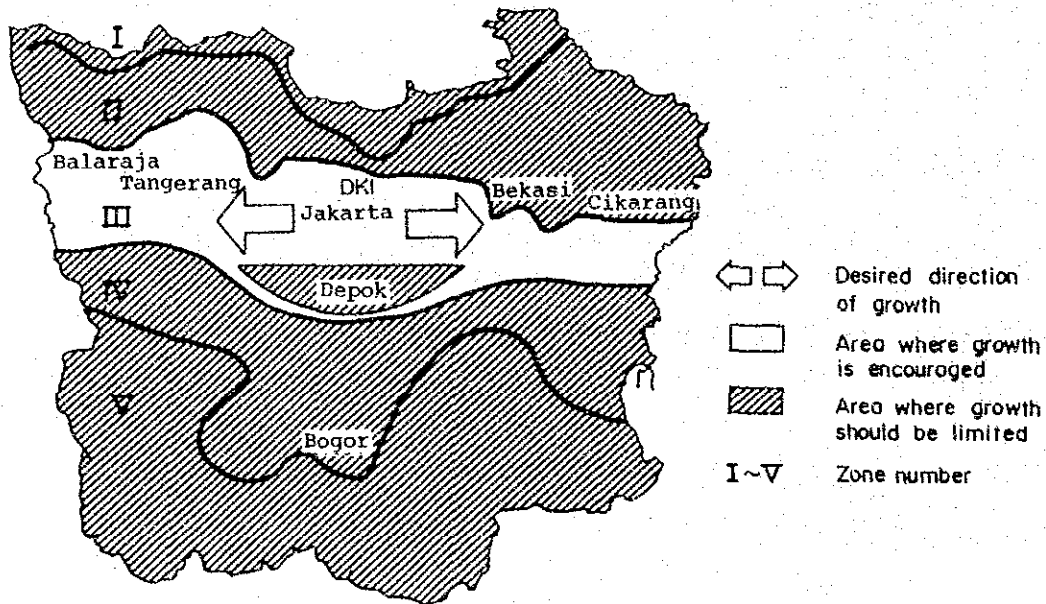 I
II
Balaraja
Tangerang
DKI
Jakarta
Bekasi
Cikarang
III
Depok
IV
V
Bogor
Desired direction
of growth
Area where growth
is encouroged
Area where growth
should be limited
I~V Zone number